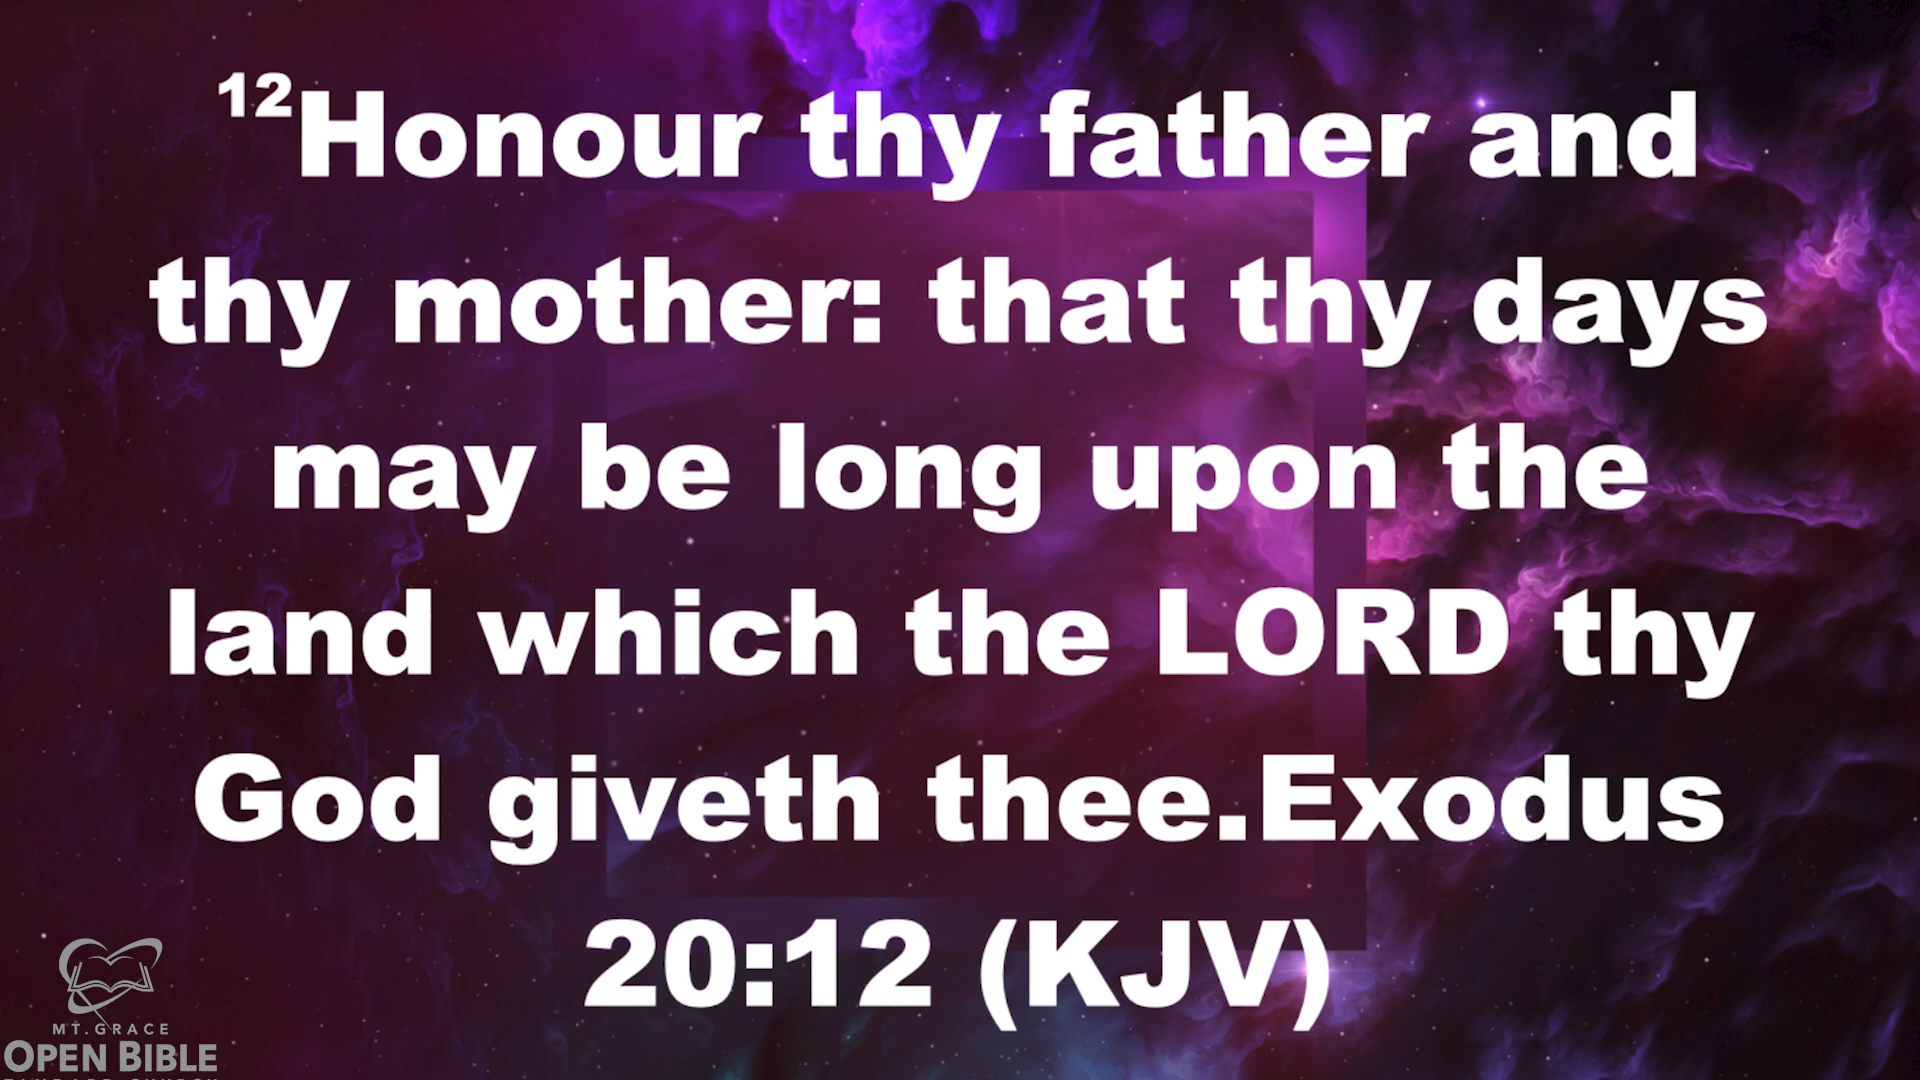 ¹²Honour thy father and
thy mother: that thy days
may be long upon the
land which the LORD thy
God giveth thee.Exodus
20:12 (KJV)
MT.GRACE
OPEN BIBLE